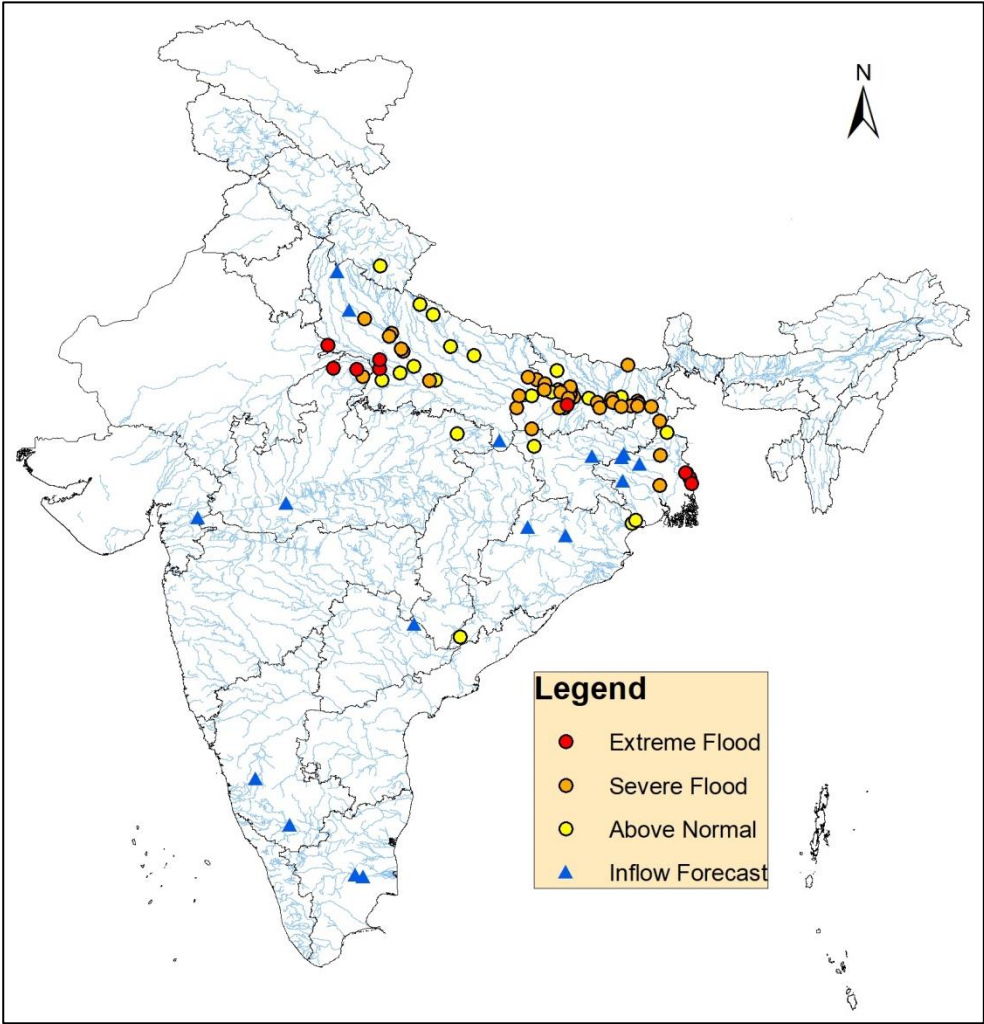 N
Legend
Extreme Flood
Severe Flood
Above Normal
Inflow Forecast